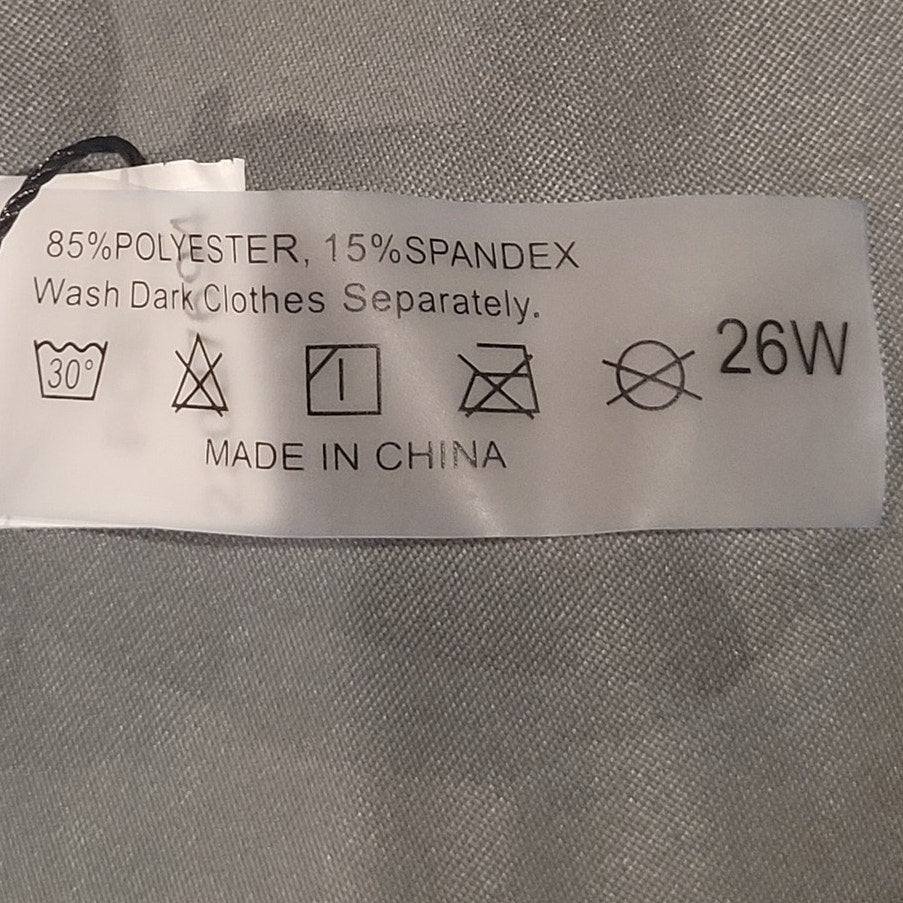 85%POLYESTER, 15%SPANDEX
Wash Dark Clothes Separately.
30°
26W
MADE IN CHINA